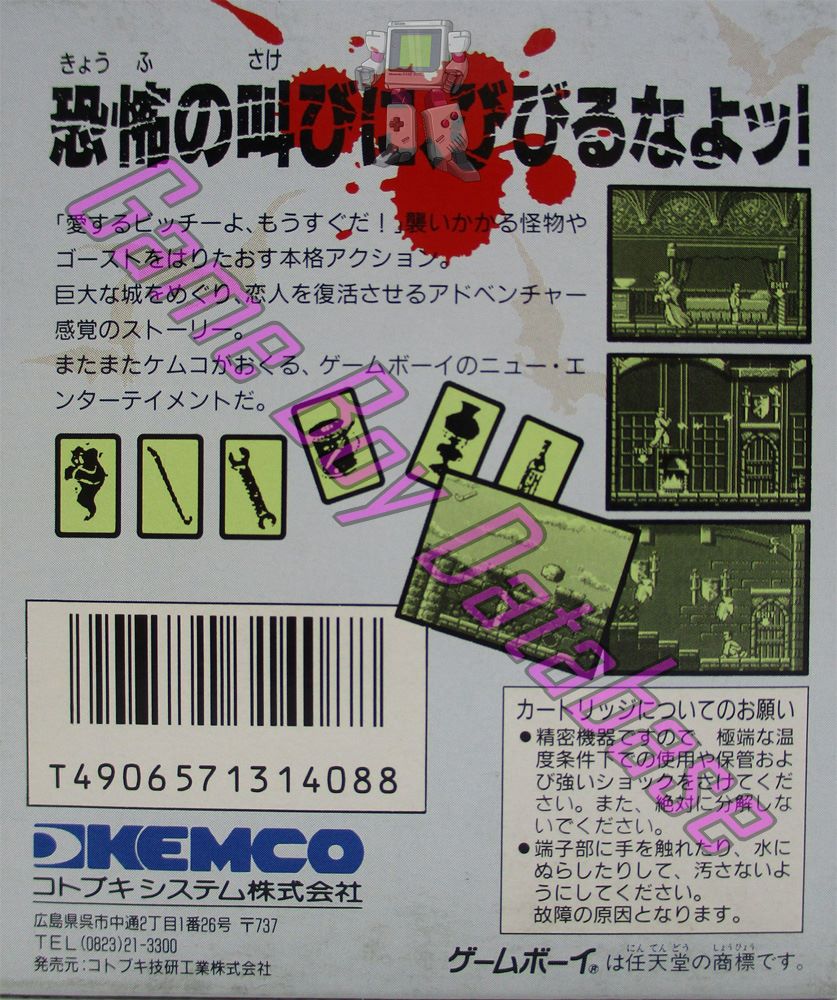 きょう ふ さけ
恐怖の叫びにびびるなよッ!
「愛するビッチーよ、もうすぐだ!」襲いかかる怪物や
ゴーストをはりたおす本格アクション。
巨大な城をめぐり、恋人を復活させるアドベンチャー
感覚のストーリー。
またまたケムコがおくる、ゲームボーイのニュー・エ
ンターテイメントだ。
Game Boy Database
T4906571314088
KEMCO
コトブキシステム株式会社
広島県呉市中通2丁目1番26号 〒737
TEL(0823)21-3300
発売元:コトブキ技研工業株式会社
カートリッジについてのお願い
●精密機器ですので、極端な温
度条件下での使用や保管およ
び強いショックをさけてくだ
さい。また、絶対に分解しな
いでください。
●端子部に手を触れたり、水に
ぬらしたりして、汚さないよ
うにしてください。
故障の原因となります。
にん てん どう しょうひょう
ゲームボーイ®は任天堂の商標です。